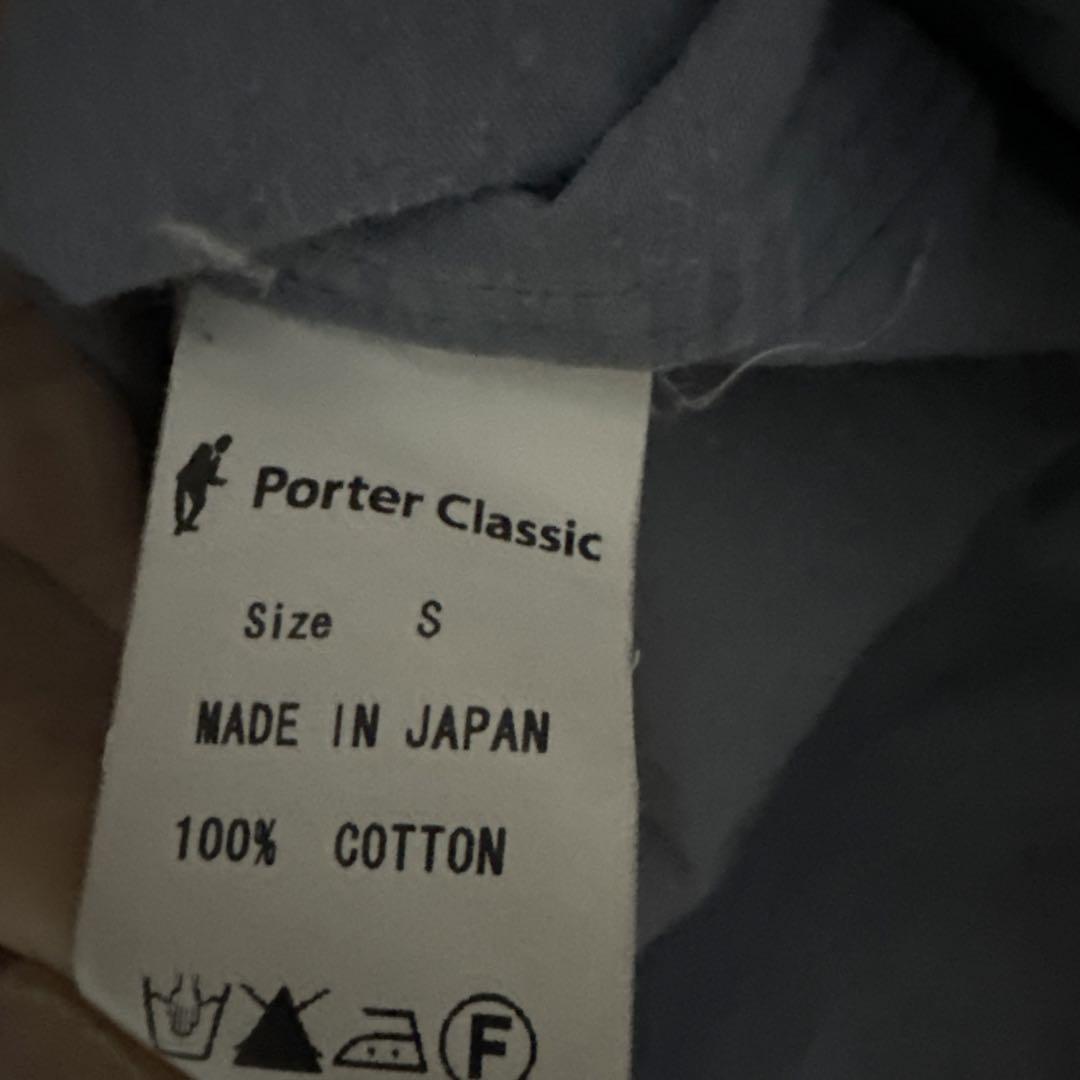 Porter Classic
Size S
MADE IN JAPAN
100% COTTON
F